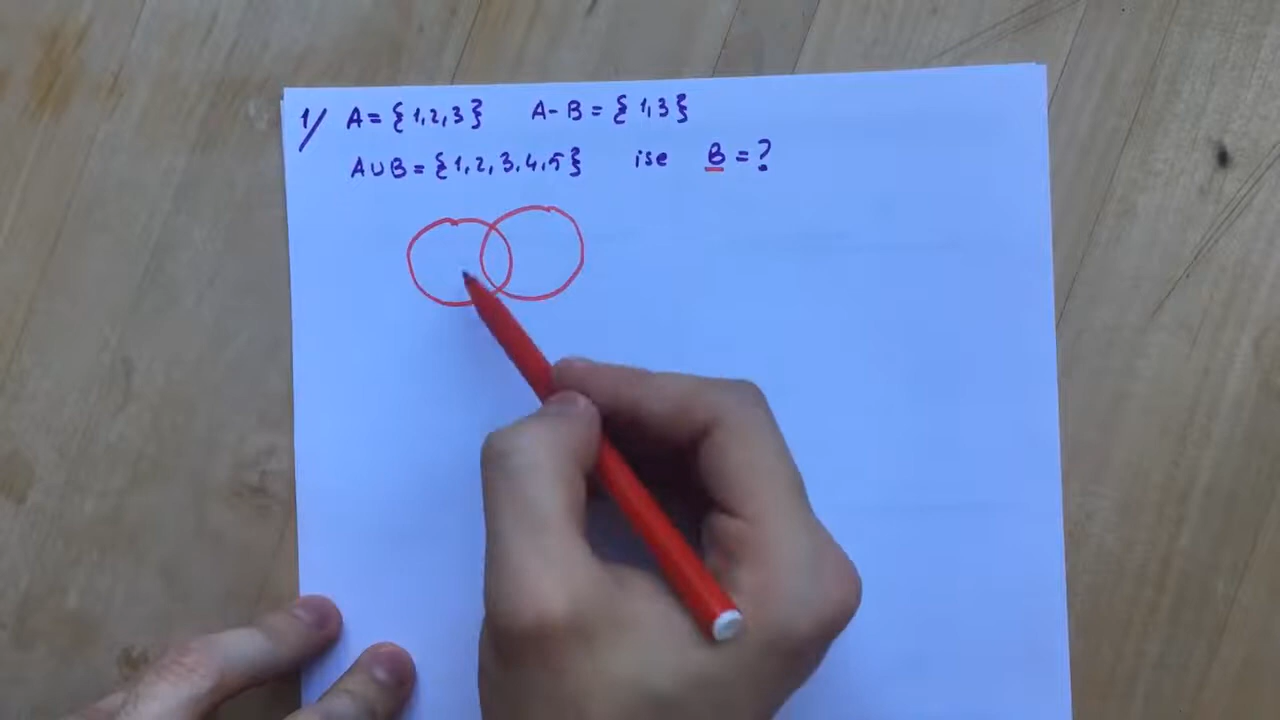 1/ A = {1,2,3} A - B = {1,3}
A∪B = {1,2,3,4,5} ise B = ?